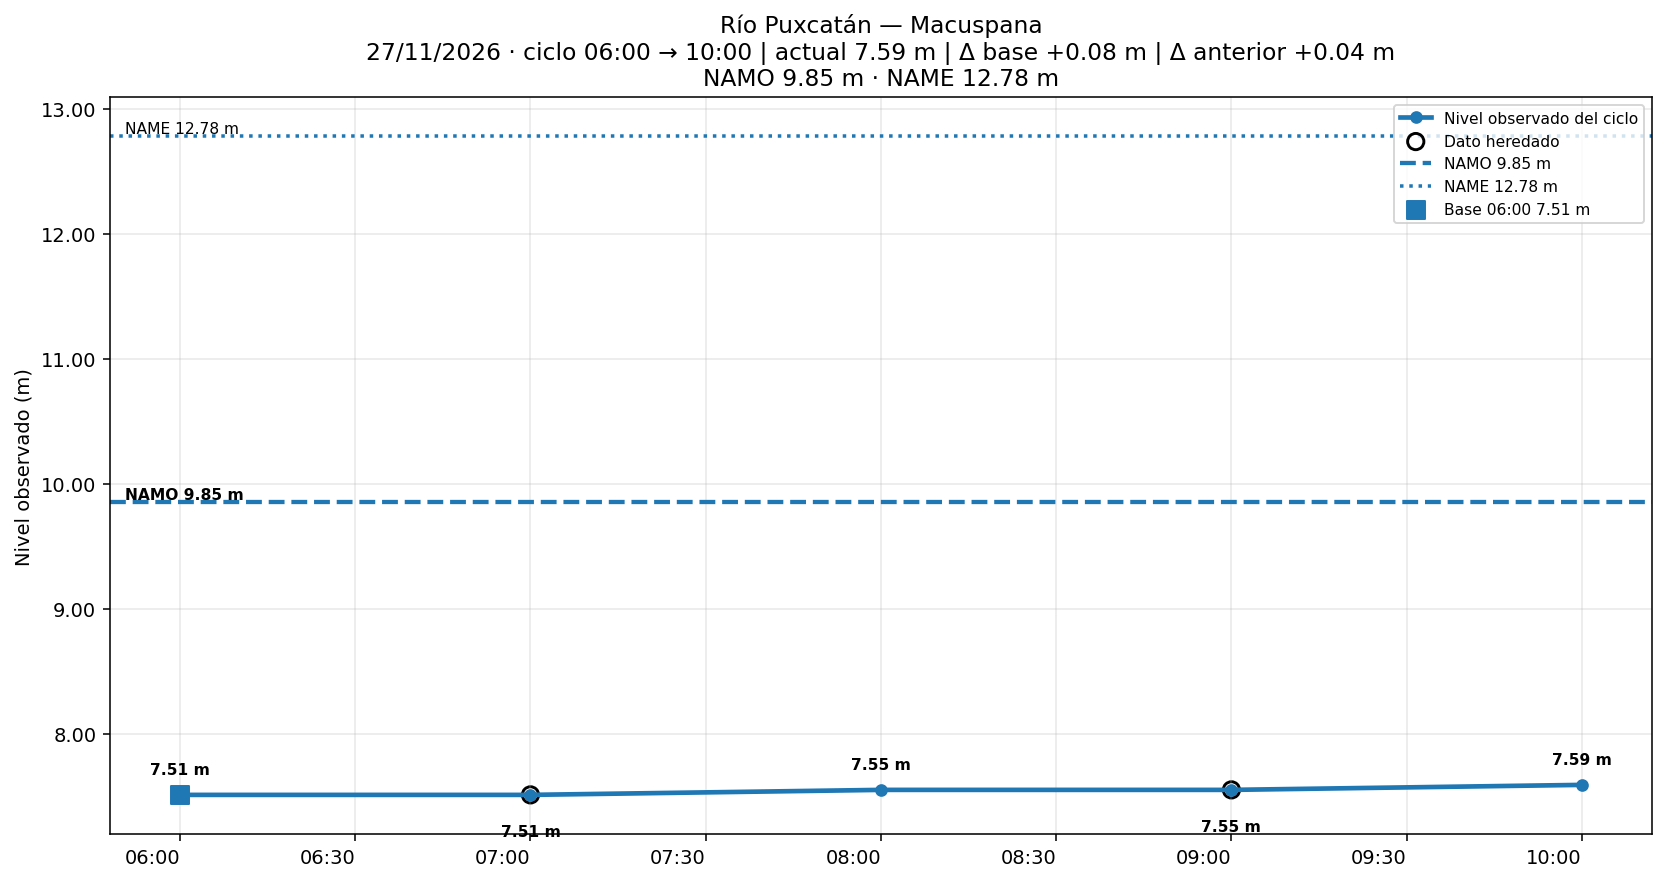 Río Puxcatán — Macuspana
27/11/2026 · ciclo 06:00 → 10:00 | actual 7.59 m | Δ base +0.08 m | Δ anterior +0.04 m
NAMO 9.85 m · NAME 12.78 m
Nivel observado (m)
13.00
12.00
11.00
10.00
9.00
8.00
NAME 12.78 m
NAMO 9.85 m
Nivel observado del ciclo
Dato heredado
NAMO 9.85 m
NAME 12.78 m
Base 06:00 7.51 m
7.51 m
7.51 m
7.55 m
7.55 m
7.59 m
06:00
06:30
07:00
07:30
08:00
08:30
09:00
09:30
10:00